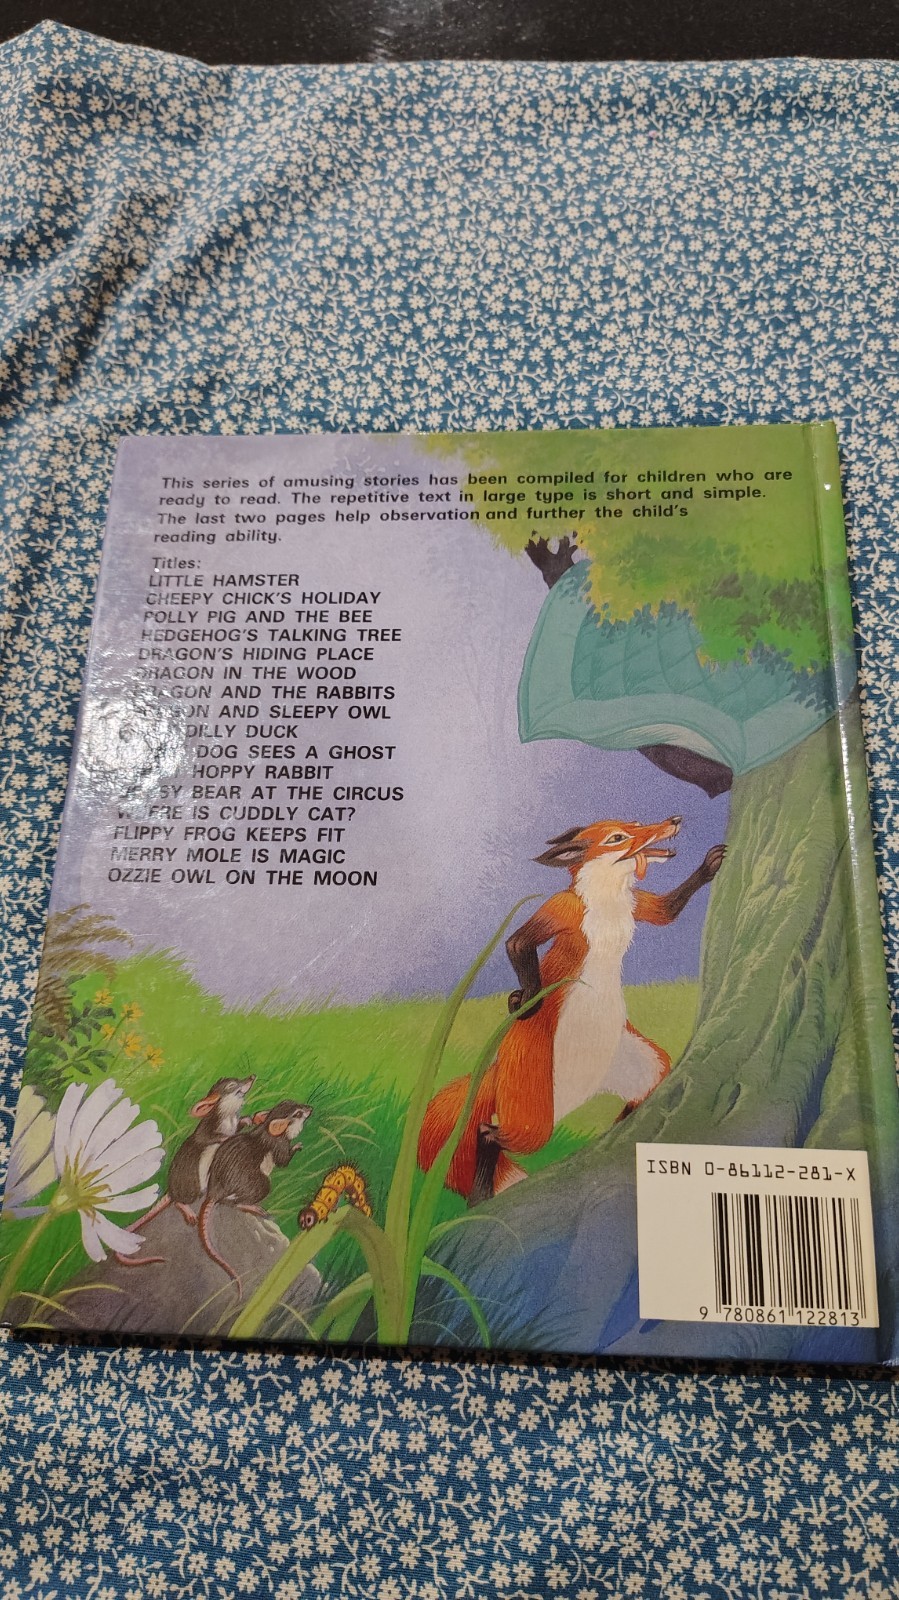 This series of amusing stories has been compiled for children who are
ready to read. The repetitive text in large type is short and simple.
The last two pages help observation and further the child's
reading ability.
Titles:
LITTLE HAMSTER
CHEEPY CHICK'S HOLIDAY
POLLY PIG AND THE BEE
HEDGEHOG'S TALKING TREE
DRAGON'S HIDING PLACE
DRAGON IN THE WOOD
DRAGON AND THE RABBITS
DRAGON AND SLEEPY OWL
DILLY DUCK
DOG SEES A GHOST
HOPPY RABBIT
BEAR AT THE CIRCUS
WHERE IS CUDDLY CAT?
FLIPPY FROG KEEPS FIT
MERRY MOLE IS MAGIC
OZZIE OWL ON THE MOON
ISBN 0-86112-281-X
9 780861 122813